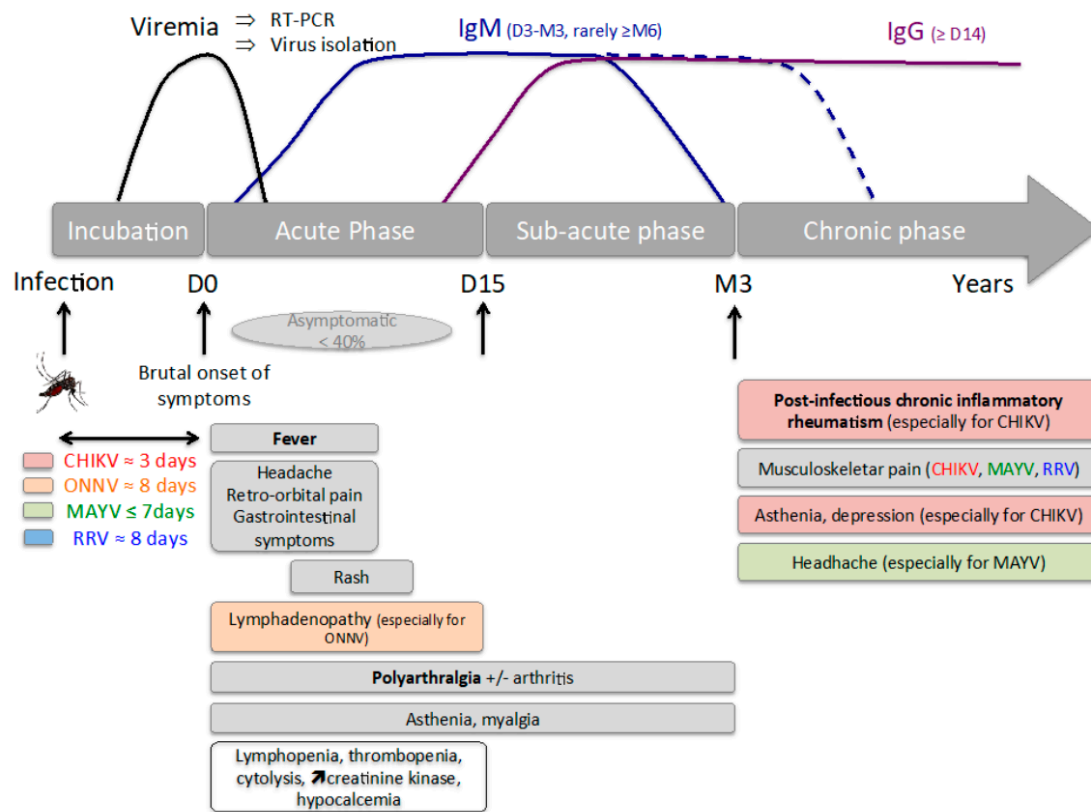 Viremia ⇒ RT-PCR
⇒ Virus isolation
IgM (D3-M3, rarely ≥M6)
IgG (≥ D14)
Incubation
Acute Phase
Sub-acute phase
Chronic phase
Infection
D0
D15
M3
Years
Asymptomatic
< 40%
Brutal onset of
symptoms
CHIKV ≈ 3 days
ONNV ≈ 8 days
MAYV ≤ 7days
RRV ≈ 8 days
Fever
Headache
Retro-orbital pain
Gastrointestinal
symptoms
Rash
Lymphadenopathy (especially for
ONNV)
Polyarthralgia +/- arthritis
Asthenia, myalgia
Lymphopenia, thrombopenia,
cytolysis, ↗creatinine kinase,
hypocalcemia
Post-infectious chronic inflammatory
rheumatism (especially for CHIKV)
Musculoskeletar pain (CHIKV, MAYV, RRV)
Asthenia, depression (especially for CHIKV)
Headhache (especially for MAYV)